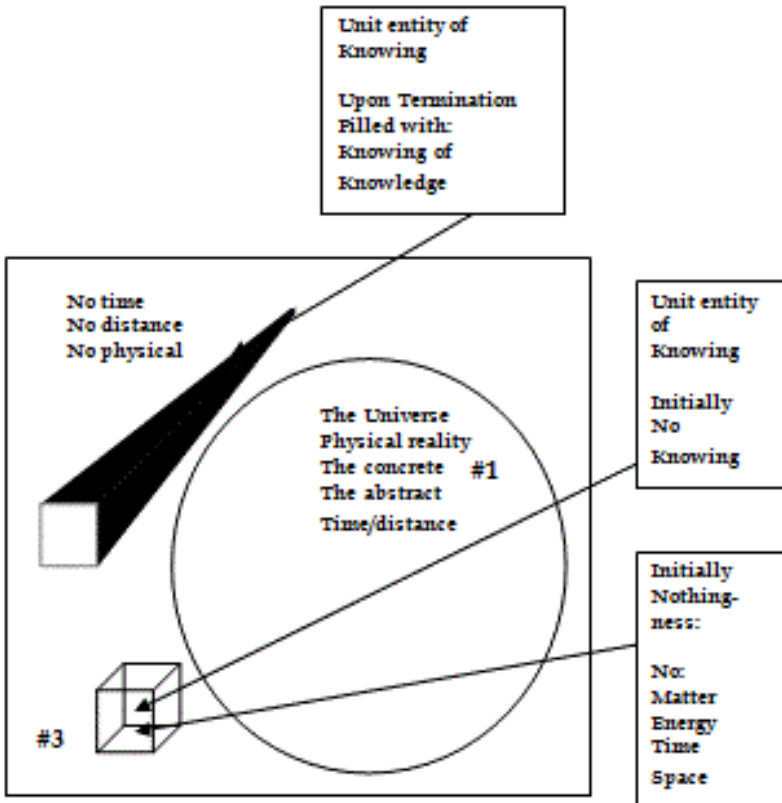 Unit entity of
Knowing
Upon Termination
Filled with:
Knowing of
Knowledge
No time
No distance
No physical
Unit entity
of
Knowing
Initially
No
Knowing
The Universe
Physical reality
The concrete #1
The abstract
Time/distance
Initially
Nothing-
ness:
No:
Matter
Energy
Time
Space
#3